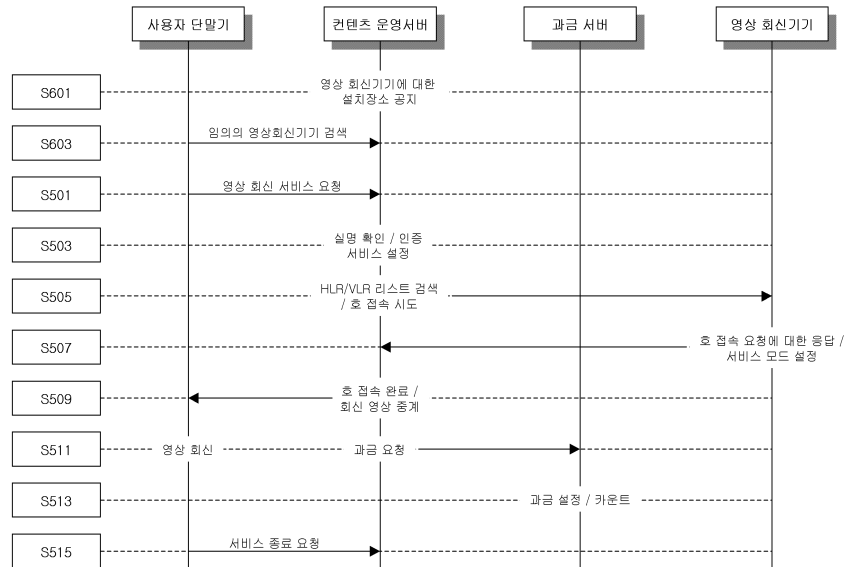 사용자 단말기
컨텐츠 운영서버
과금 서버
영상 회신기기
S601
영상 회신기기에 대한
설치장소 공지
S603
임의의 영상회신기기 검색
S501
영상 회신 서비스 요청
S503
실명 확인 / 인증
서비스 설정
S505
HLR/VLR 리스트 검색
/ 호 접속 시도
S507
호 접속 요청에 대한 응답 /
서비스 모드 설정
S509
호 접속 완료 /
회신 영상 중계
S511
영상 회신
과금 요청
S513
과금 설정 / 카운트
S515
서비스 종료 요청